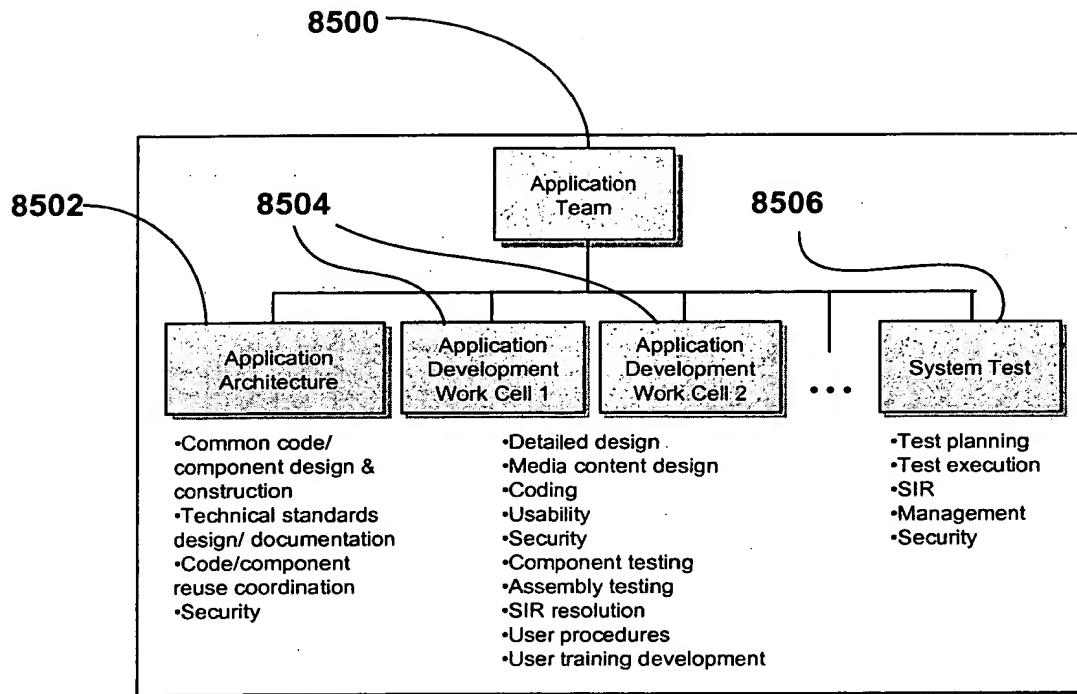 8500
8502
8504
8506
Application
Team
Application
Architecture
Application
Development
Work Cell 1
Application
Development
Work Cell 2
...
System Test
•Common code/
component design &
construction
•Technical standards
design/ documentation
•Code/component
reuse coordination
•Security
•Detailed design
•Media content design
•Coding
•Usability
•Security
•Component testing
•Assembly testing
•SIR resolution
•User procedures
•User training development
•Test planning
•Test execution
•SIR
•Management
•Security